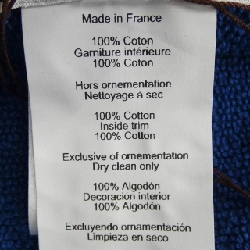 Made in France
100% Coton
Garniture intérieure
100% Coton
Hors ornementation
Nettoyage à sec
100% Cotton
Inside trim
100% Cotton
Exclusive of ornementation
Dry clean only
100% Algodón
Decoracion interior
100% Algodón
Excluyendo ornamentación
Limpieza en seco